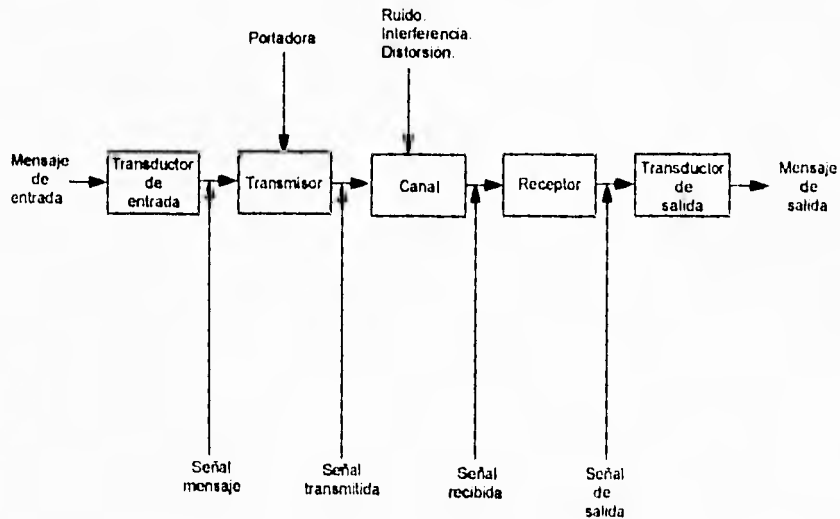 Ruido.
Interferencia.
Distorsión.
Portadora
Mensaje
de
entrada
Transductor
de
entrada
Transmisor
Canal
Receptor
Transductor
de
salida
Mensaje
de
salida
Señal
mensaje
Señal
transmitida
Señal
recibida
Señal
de
salida